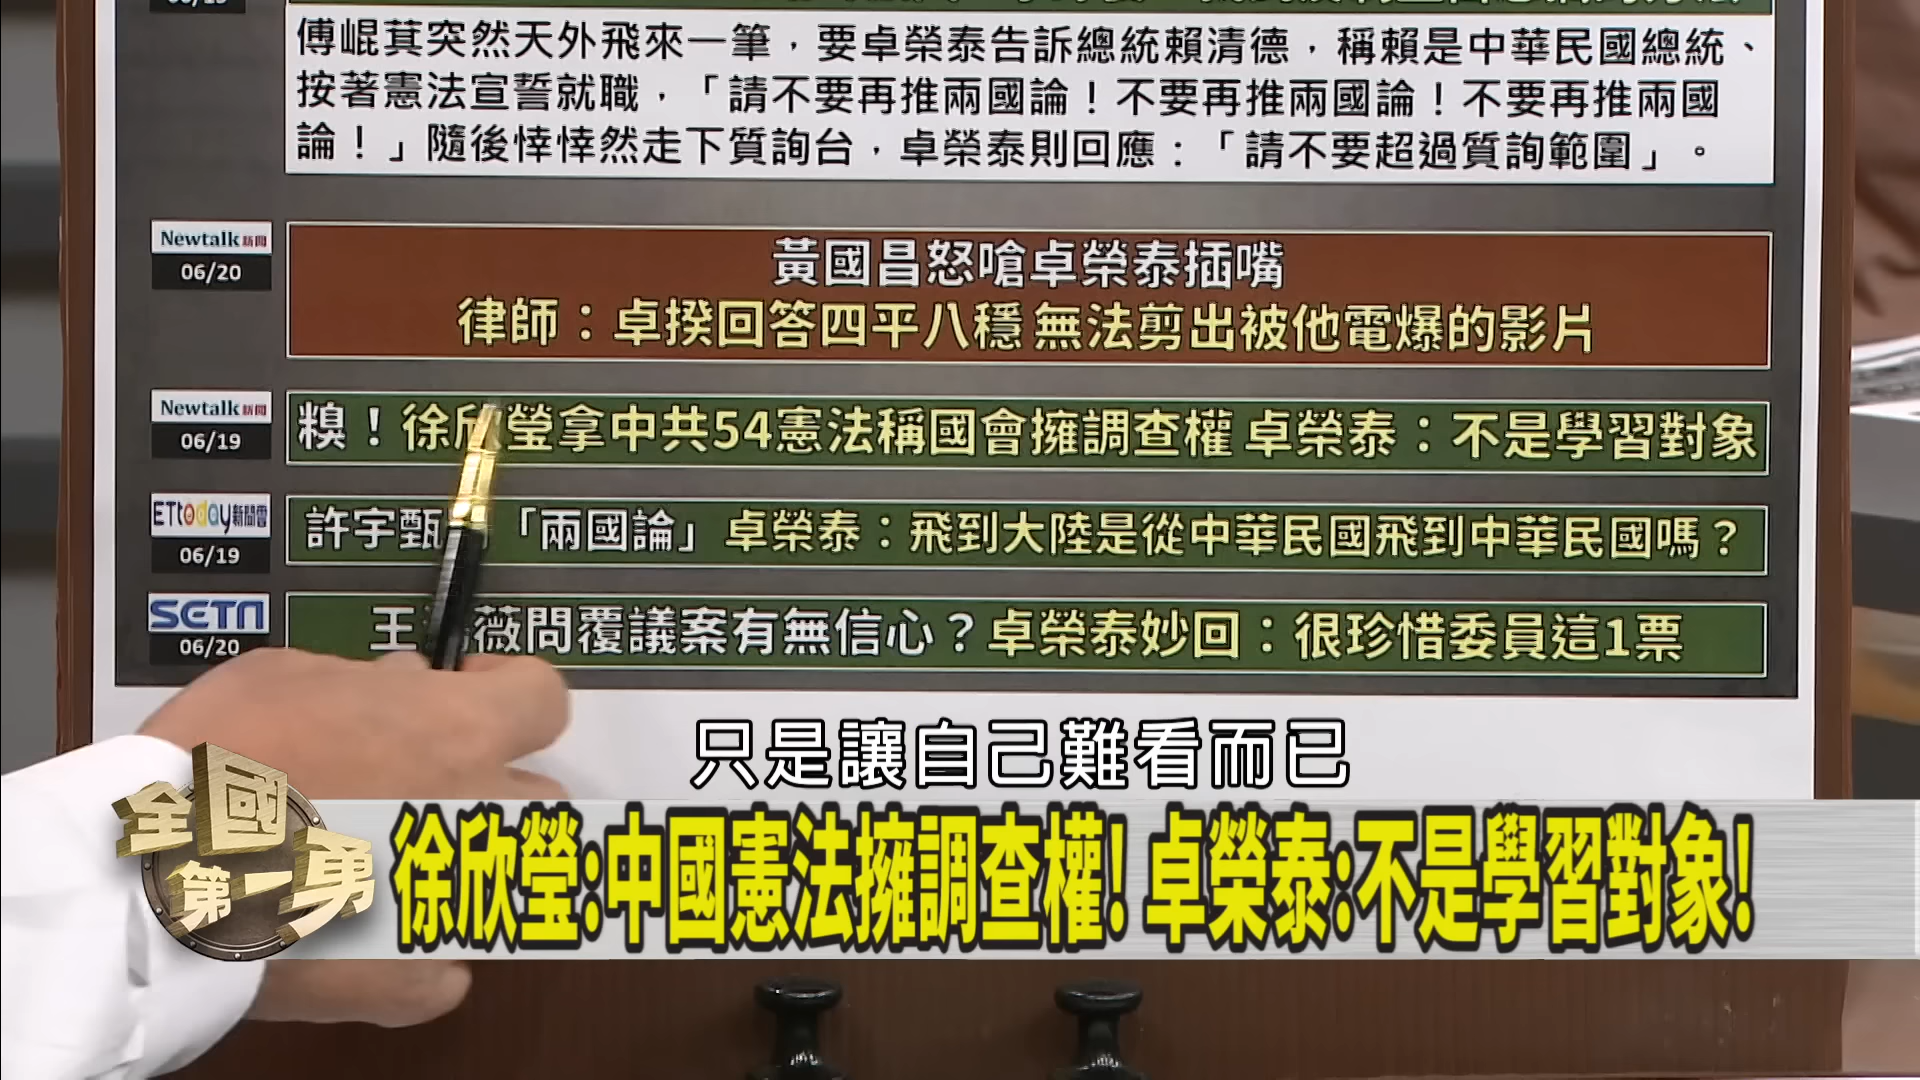 傅崐萁突然天外飛來一筆，要卓榮泰告訴總統賴清德，稱賴是中華民國總統、
按著憲法宣誓就職，「請不要再推兩國論！不要再推兩國論！不要再推兩國
論！」隨後悻悻然走下質詢台，卓榮泰則回應：「請不要超過質詢範圍」。
Newtalk新聞
06/20
黃國昌怒嗆卓榮泰插嘴
律師：卓揆回答四平八穩 無法剪出被他電爆的影片
Newtalk新聞
06/19
糗！徐欣瑩拿中共54憲法稱國會擁調查權 卓榮泰：不是學習對象
ETtoday新聞雲
06/19
許宇甄 「兩國論」卓榮泰：飛到大陸是從中華民國飛到中華民國嗎？
SETN
06/20
王 薇問覆議案有無信心？卓榮泰妙回：很珍惜委員這1票
只是讓自己難看而已
全國第一勇
徐欣瑩:中國憲法擁調查權! 卓榮泰:不是學習對象!